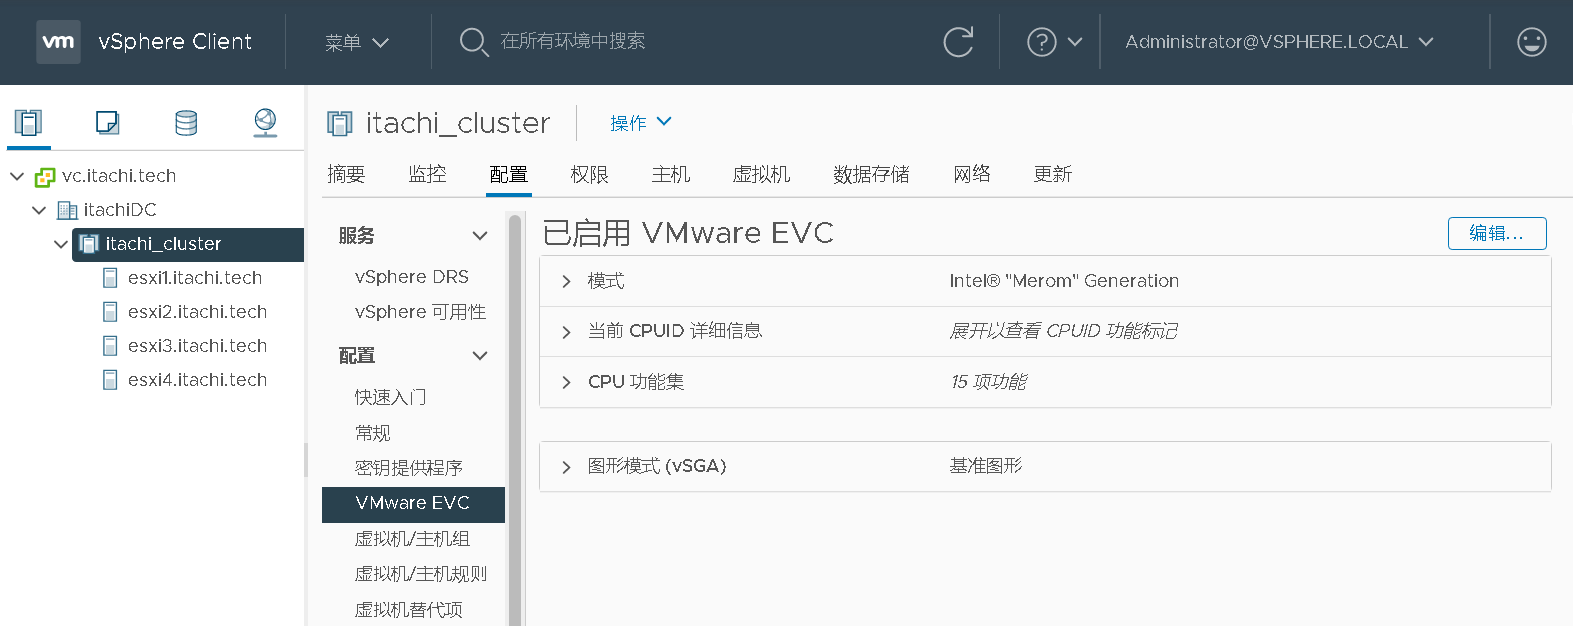 vm vSphere Client 菜单 在所有环境中搜索 Administrator@VSPHERE.LOCAL
vc.itachi.tech
itachiDC
itachi_cluster
esxi1.itachi.tech
esxi2.itachi.tech
esxi3.itachi.tech
esxi4.itachi.tech
itachi_cluster 操作
摘要 监控 配置 权限 主机 虚拟机 数据存储 网络 更新
服务
vSphere DRS
vSphere 可用性
配置
快速入门
常规
密钥提供程序
VMware EVC
虚拟机/主机组
虚拟机/主机规则
虚拟机替代项
已启用 VMware EVC 编辑...
模式 Intel® "Merom" Generation
当前 CPUID 详细信息 展开以查看 CPUID 功能标记
CPU 功能集 15 项功能
图形模式 (vSGA) 基准图形